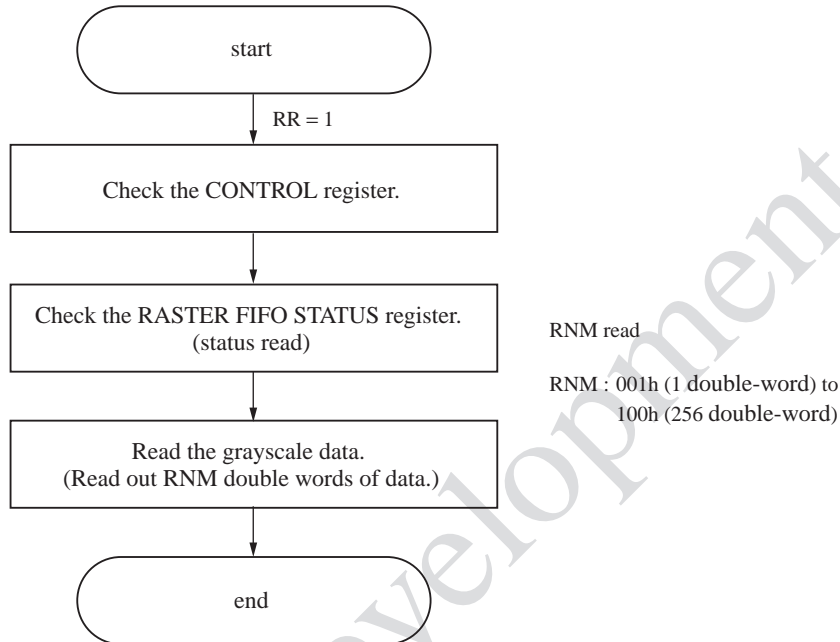 start
RR = 1
Check the CONTROL register.
Check the RASTER FIFO STATUS register.
(status read)
RNM read
RNM : 001h (1 double-word) to
100h (256 double-word)
Read the grayscale data.
(Read out RNM double words of data.)
end
evelopment